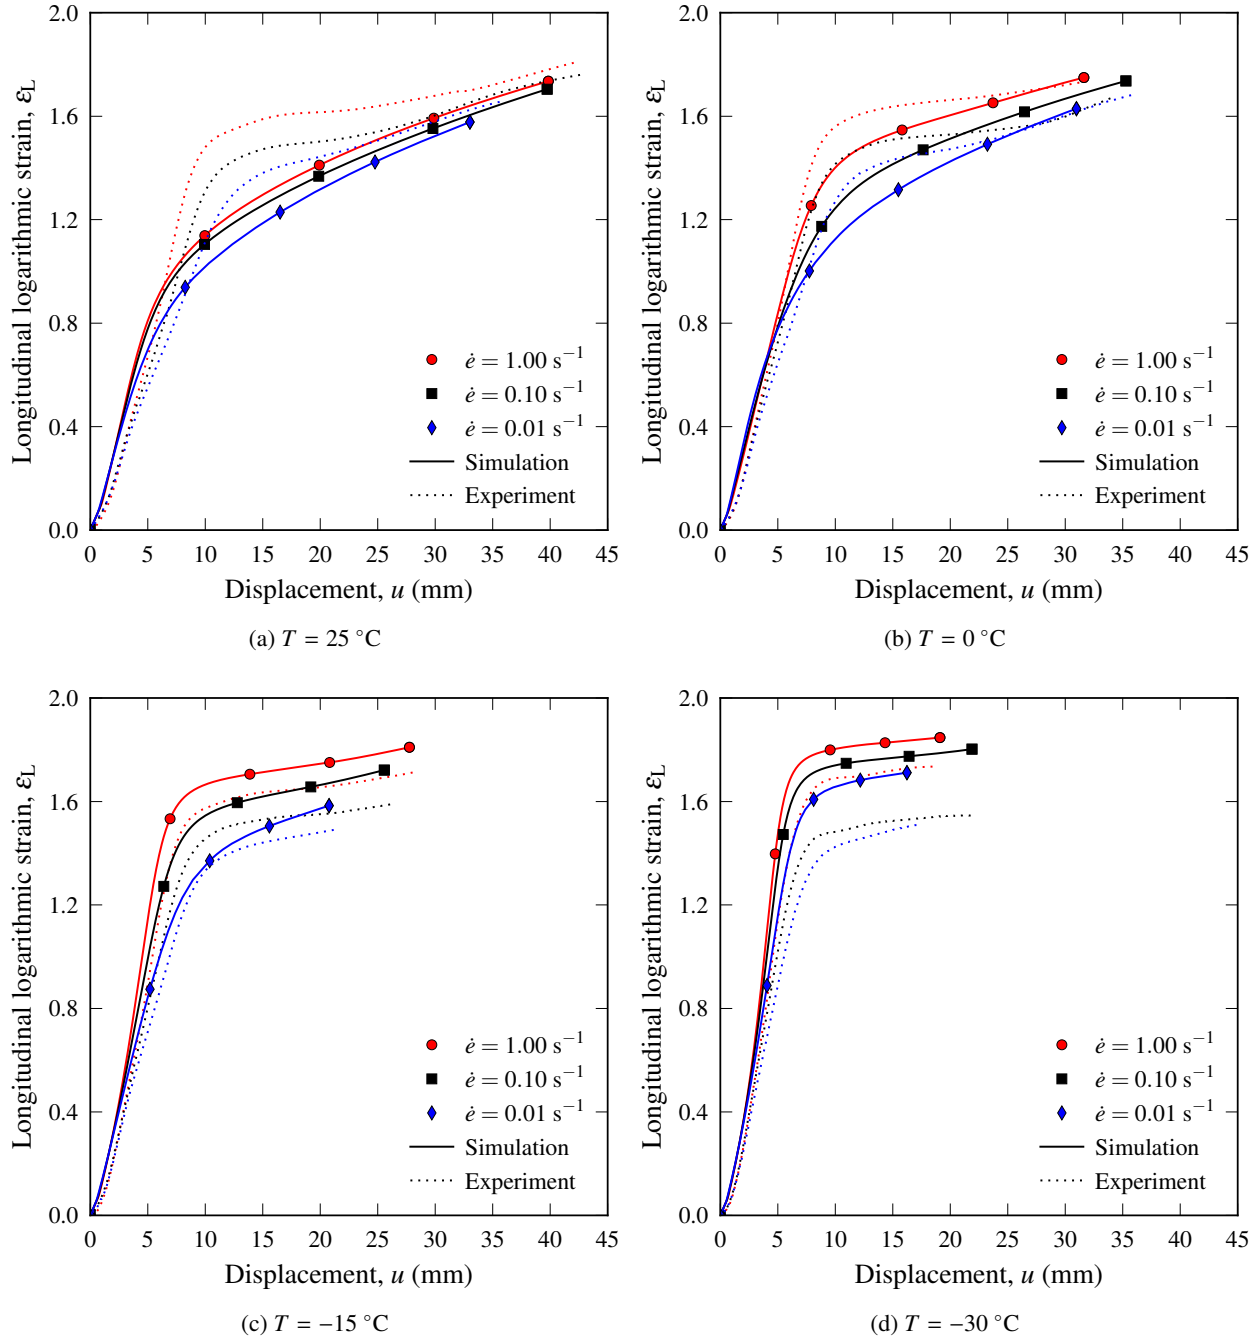 2.0
1.6
1.2
0.8
0.4
0.0
Longitudinal logarithmic strain, εL
ė = 1.00 s⁻¹
ė = 0.10 s⁻¹
ė = 0.01 s⁻¹
Simulation
Experiment
0 5 10 15 20 25 30 35 40 45
Displacement, u (mm)
(a) T = 25 °C
2.0
1.6
1.2
0.8
0.4
0.0
Longitudinal logarithmic strain, εL
ė = 1.00 s⁻¹
ė = 0.10 s⁻¹
ė = 0.01 s⁻¹
Simulation
Experiment
0 5 10 15 20 25 30 35 40 45
Displacement, u (mm)
(b) T = 0 °C
2.0
1.6
1.2
0.8
0.4
0.0
Longitudinal logarithmic strain, εL
ė = 1.00 s⁻¹
ė = 0.10 s⁻¹
ė = 0.01 s⁻¹
Simulation
Experiment
0 5 10 15 20 25 30 35 40 45
Displacement, u (mm)
(c) T = −15 °C
2.0
1.6
1.2
0.8
0.4
0.0
Longitudinal logarithmic strain, εL
ė = 1.00 s⁻¹
ė = 0.10 s⁻¹
ė = 0.01 s⁻¹
Simulation
Experiment
0 5 10 15 20 25 30 35 40 45
Displacement, u (mm)
(d) T = −30 °C